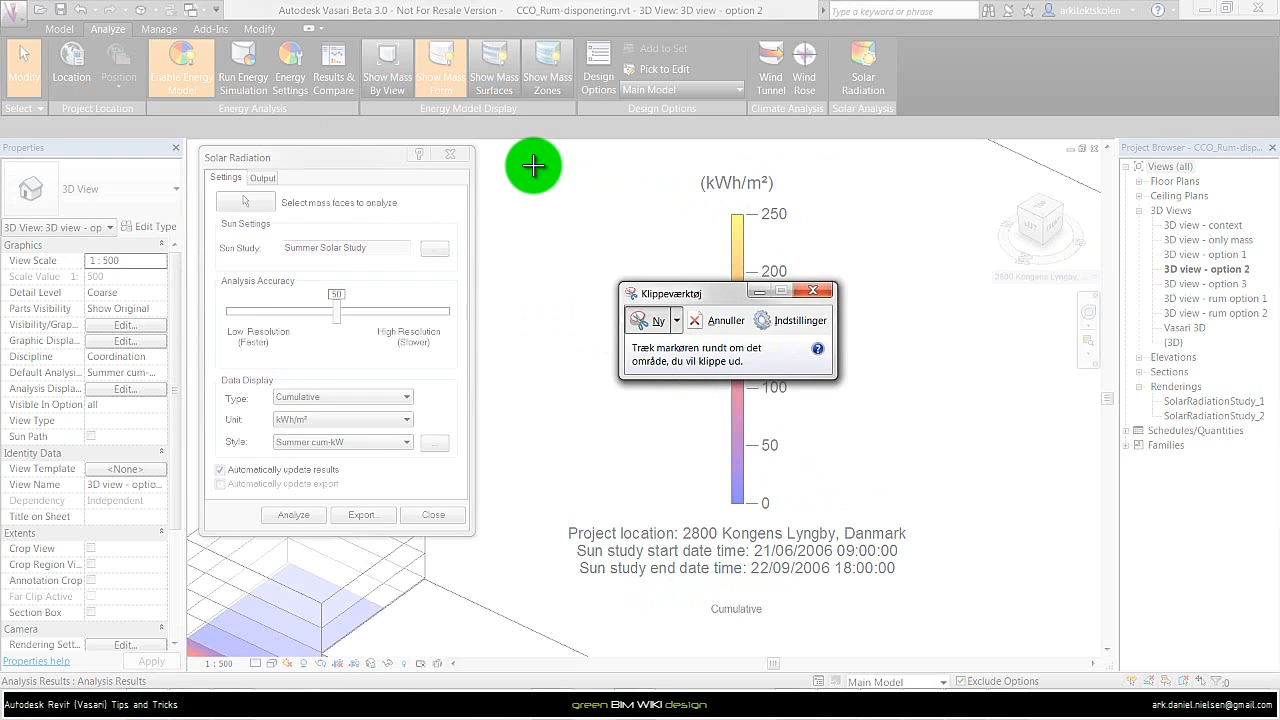 Autodesk Vasari Beta 3.0 - Not For Resale Version - CCO_Rum-disponering.rvt - 3D View: 3D view - option 2
Type a keyword or phrase
arkitektskolen
Model
Analyze
Manage
Add-Ins
Modify
Modify
Location
Position
Enable Energy Model
Run Energy Simulation
Energy Settings
Results & Compare
Show Mass By View
Show Mass Form
Show Mass Surfaces
Show Mass Zones
Design Options
Add to Set
Pick to Edit
Main Model
Wind Tunnel
Wind Rose
Solar Radiation
Select
Project Location
Energy Analysis
Energy Model Display
Design Options
Climate Analysis
Solar Analysis
Properties
3D View
3D View: 3D view - op
Edit Type
Graphics
View Scale 1 : 500
Scale Value 1: 500
Detail Level Coarse
Parts Visibility Show Original
Visibility/Grap... Edit...
Graphic Displ... Edit...
Discipline Coordination
Default Analys... Summer cum-...
Analysis Displa... Edit...
Visible In Option all
View Type
Sun Path
Identity Data
View Template <None>
View Name 3D view - optio...
Dependency Independent
Title on Sheet
Extents
Crop View
Crop Region Vi...
Annotation Crop
Far Clip Active
Section Box
Camera
Rendering Sett... Edit...
Properties help
Apply
Solar Radiation
Settings
Output
Select mass faces to analyze
Sun Settings
Sun Study: Summer Solar Study ...
Analysis Accuracy
50
Low Resolution (Faster)
High Resolution (Slower)
Data Display
Type: Cumulative
Unit: kWh/m²
Style: Summer cum-kW ...
Automatically update results
Automatically update export
Analyze
Export...
Close
(kWh/m²)
250
200
100
50
0
Project location: 2800 Kongens Lyngby, Danmark
Sun study start date time: 21/06/2006 09:00:00
Sun study end date time: 22/09/2006 18:00:00
Cumulative
Klippeværktøj
Ny
Annuller
Indstillinger
Træk markøren rundt om det
område, du vil klippe ud.
2800 Kongens Lyngby,
Project Browser - CCO_Rum-disp...
Views (all)
Floor Plans
Ceiling Plans
3D Views
3D view - context
3D view - only mass
3D view - option 1
3D view - option 2
3D view - option 3
3D view - rum option 1
3D view - rum option 2
Vasari 3D
{3D}
Elevations
Sections
Renderings
SolarRadiationStudy_1
SolarRadiationStudy_2
Schedules/Quantities
Families
1 : 500
Analysis Results : Analysis Results
Main Model
Exclude Options
:0
Autodesk Revit (Vasari) Tips and Tricks
green BIM WIKI design
ark.daniel.nielsen@gmail.com